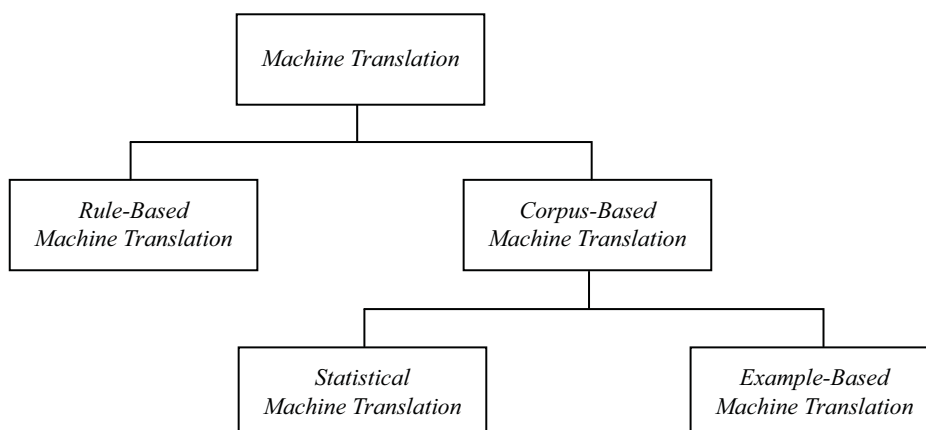 Machine Translation
Rule-Based
Machine Translation
Corpus-Based
Machine Translation
Statistical
Machine Translation
Example-Based
Machine Translation